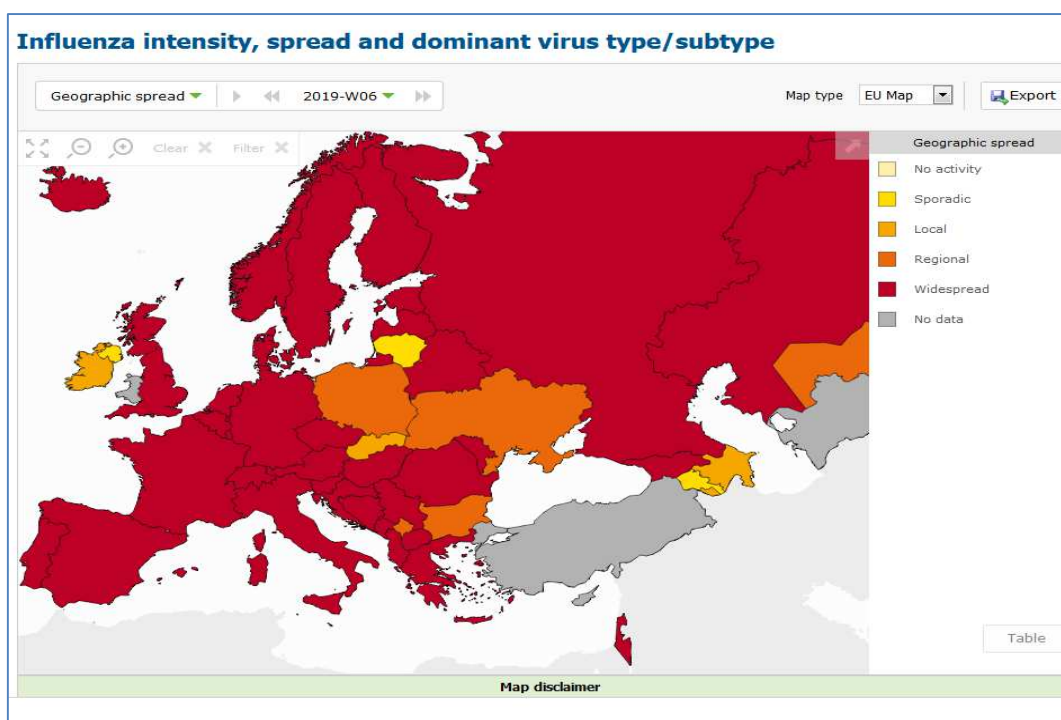 Influenza intensity, spread and dominant virus type/subtype
Geographic spread 2019-W06 Map type EU Map Export
Clear Filter Geographic spread
No activity
Sporadic
Local
Regional
Widespread
No data
Table
Map disclaimer